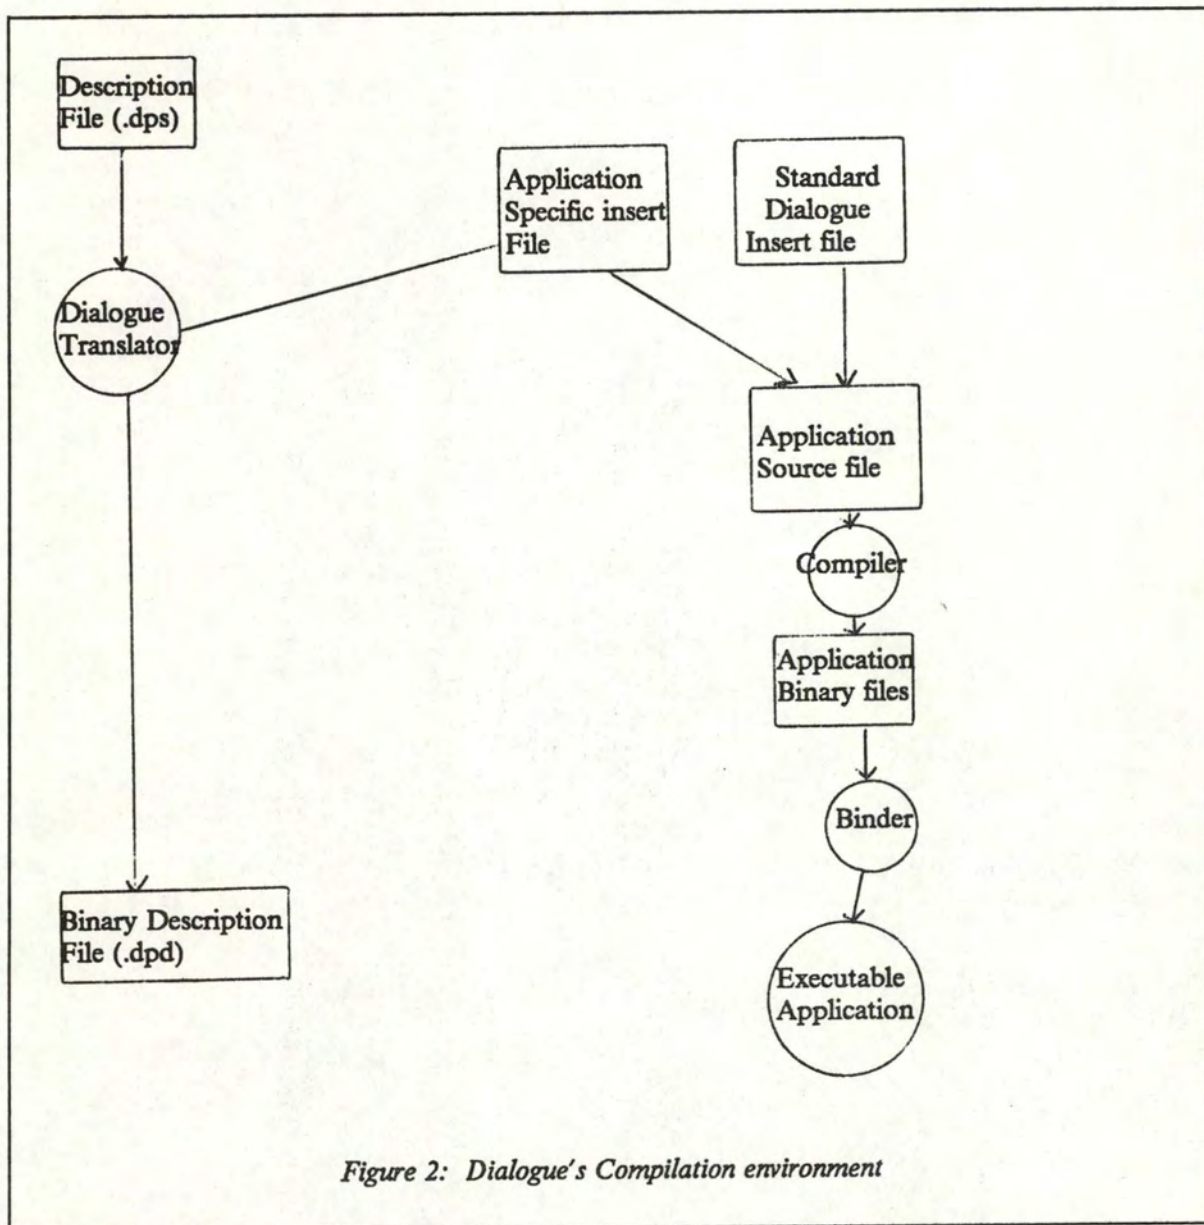 Description
File (.dps)
Application
Specific insert
File
Standard
Dialogue
Insert file
Dialogue
Translator
Application
Source file
Compiler
Application
Binary files
Binder
Binary Description
File (.dpd)
Executable
Application
Figure 2: Dialogue's Compilation environment